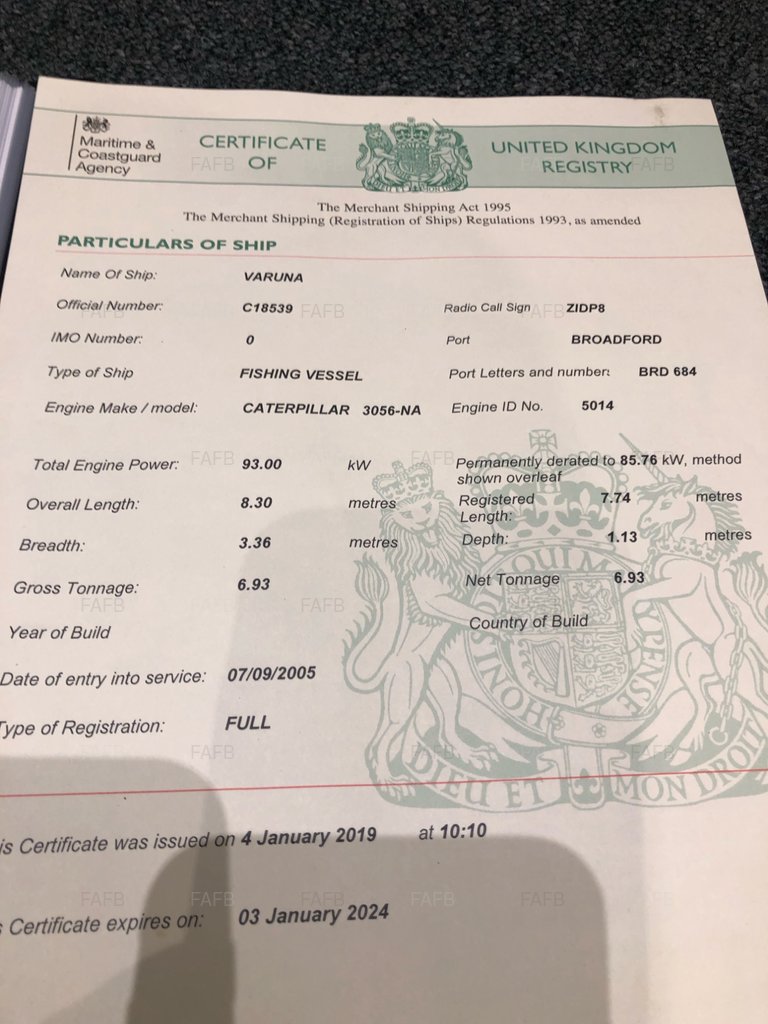 Maritime &
Coastguard
Agency
CERTIFICATE
OF
UNITED KINGDOM
REGISTRY
The Merchant Shipping Act 1995
The Merchant Shipping (Registration of Ships) Regulations 1993, as amended
PARTICULARS OF SHIP
Name Of Ship: VARUNA
Official Number: C18539 Radio Call Sign ZIDP8
IMO Number: 0 Port BROADFORD
Type of Ship FISHING VESSEL Port Letters and number: BRD 684
Engine Make / model: CATERPILLAR 3056-NA Engine ID No. 5014
Total Engine Power: 93.00 kW Permanently derated to 85.76 kW, method
shown overleaf
Overall Length: 8.30 metres Registered
Length: 7.74 metres
Breadth: 3.36 metres Depth: 1.13 metres
Gross Tonnage: 6.93 Net Tonnage 6.93
Year of Build Country of Build
Date of entry into service: 07/09/2005
Type of Registration: FULL
DIEU ET MON DROIT
is Certificate was issued on 4 January 2019 at 10:10
s Certificate expires on: 03 January 2024
FAFB